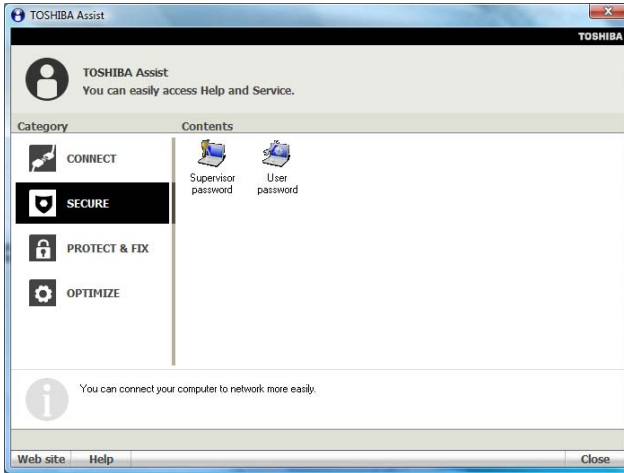 TOSHIBA Assist
TOSHIBA
TOSHIBA Assist
You can easily access Help and Service.
Category
Contents
CONNECT
SECURE
PROTECT & FIX
OPTIMIZE
Supervisor
password
User
password
You can connect your computer to network more easily.
Web site
Help
Close